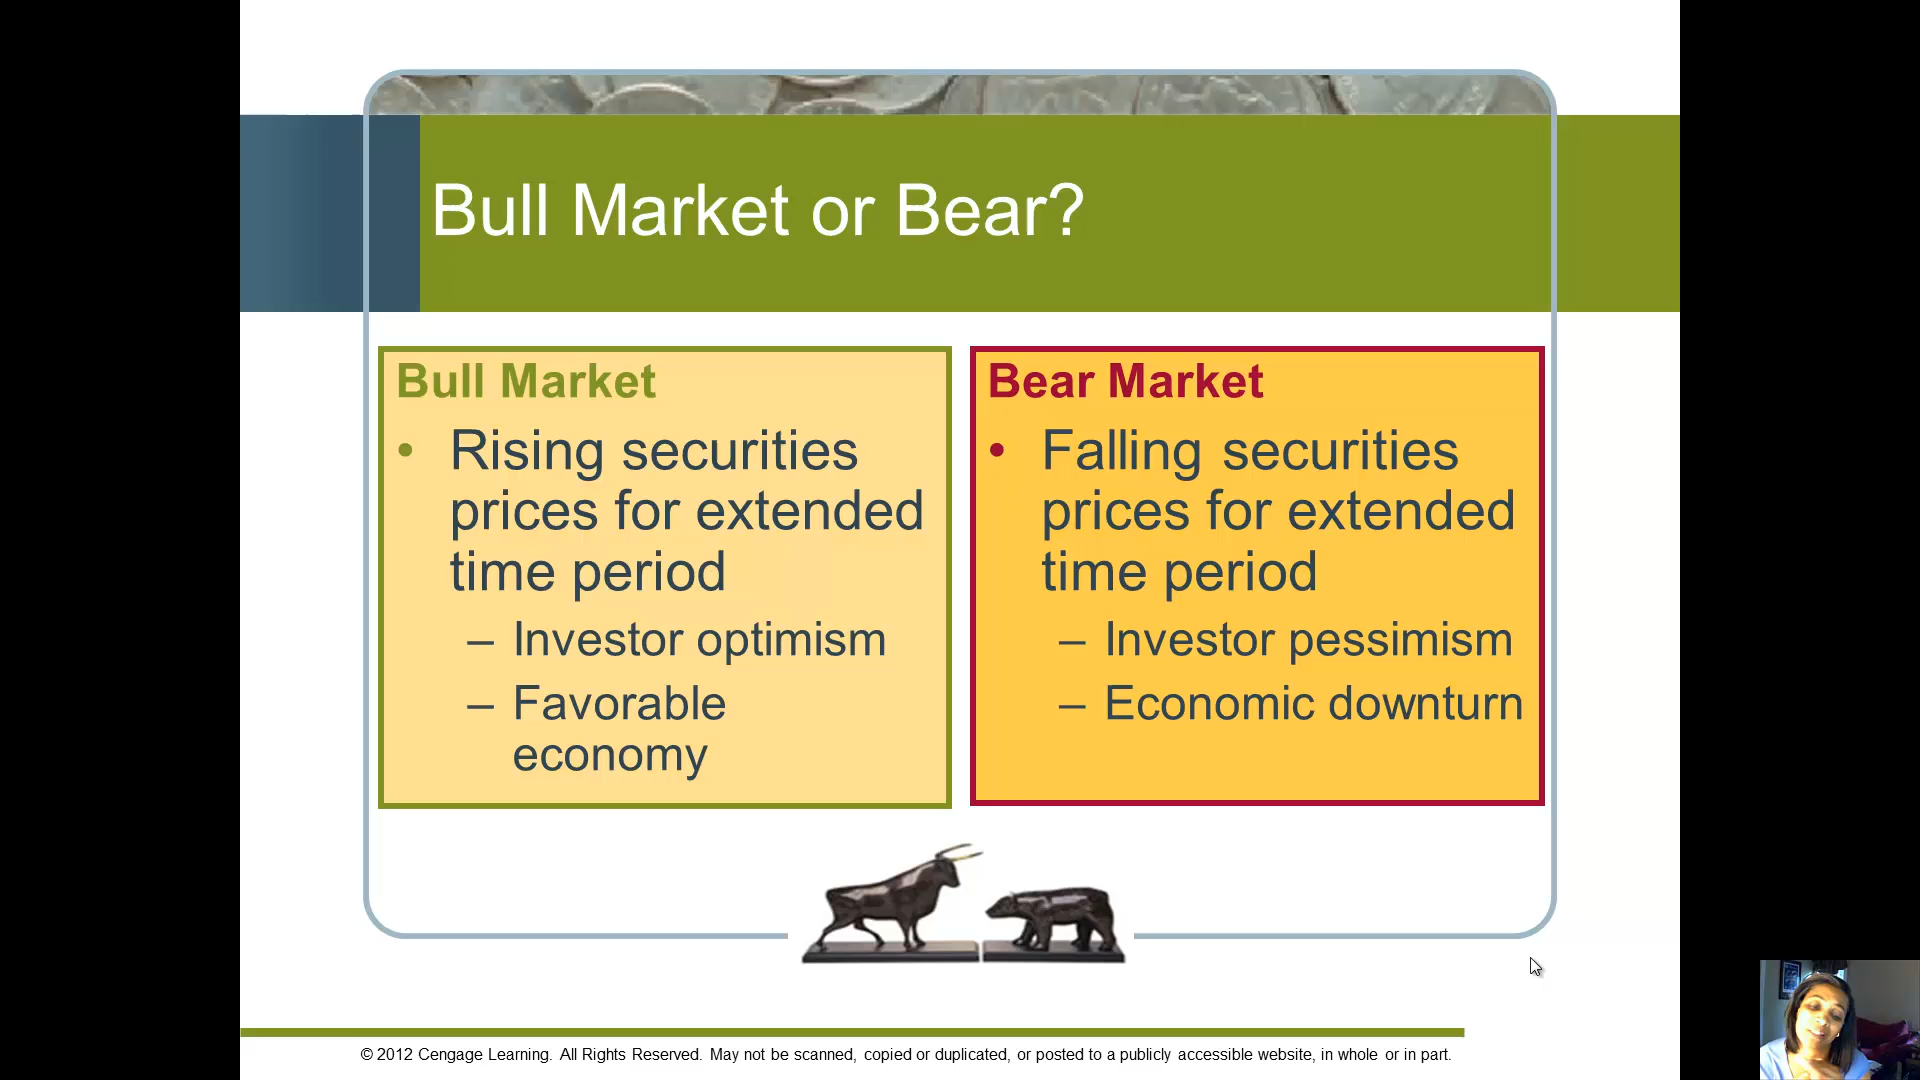 Bull Market or Bear?
Bull Market
• Rising securities
prices for extended
time period
– Investor optimism
– Favorable
economy
Bear Market
• Falling securities
prices for extended
time period
– Investor pessimism
– Economic downturn
© 2012 Cengage Learning. All Rights Reserved. May not be scanned, copied or duplicated, or posted to a publicly accessible website, in whole or in part.